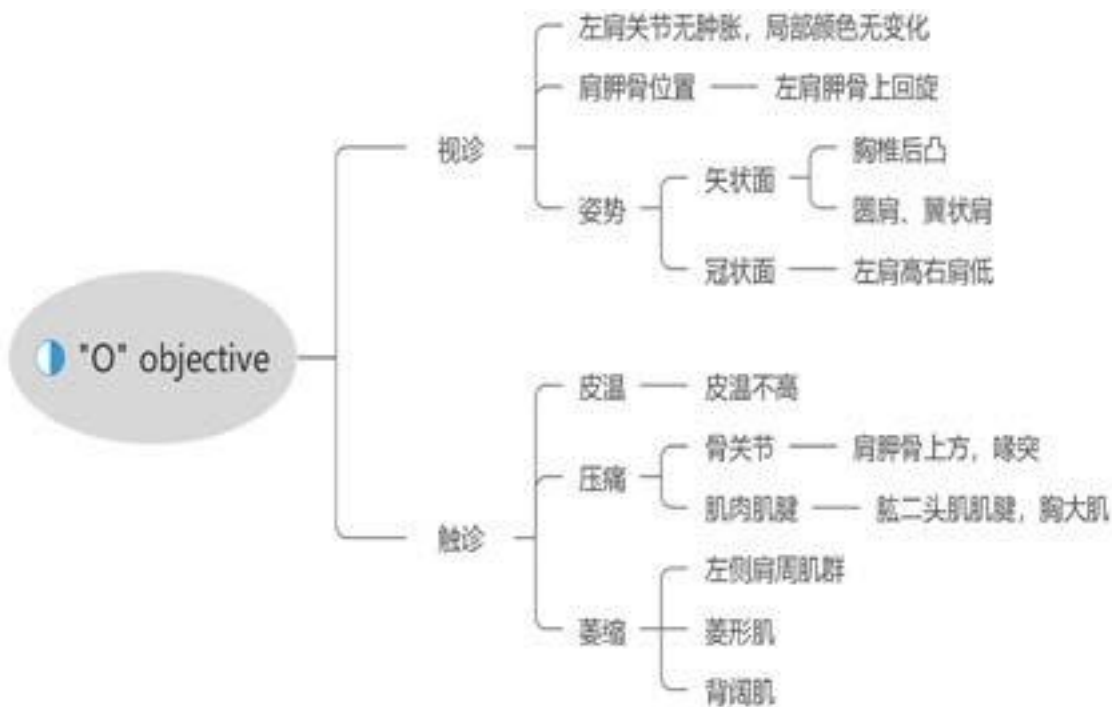 左肩关节无肿胀，局部颜色无变化
肩胛骨位置
左肩胛骨上回旋
视诊
胸椎后凸
矢状面
姿势
圆肩、翼状肩
冠状面
左肩高右肩低
"O" objective
皮温
皮温不高
骨关节
肩胛骨上方，喙突
压痛
肌肉肌腱
肱二头肌肌腱，胸大肌
触诊
左侧肩周肌群
萎缩
菱形肌
背阔肌